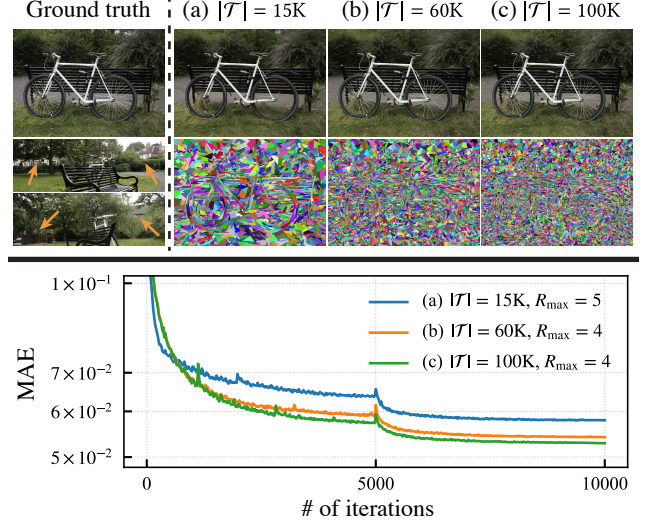 Ground truth
(a) |𝒯| = 15K
(b) |𝒯| = 60K
(c) |𝒯| = 100K
1 × 10⁻¹
7 × 10⁻²
6 × 10⁻²
5 × 10⁻²
MAE
(a) |𝒯| = 15K, R_max = 5
(b) |𝒯| = 60K, R_max = 4
(c) |𝒯| = 100K, R_max = 4
0
5000
10000
# of iterations